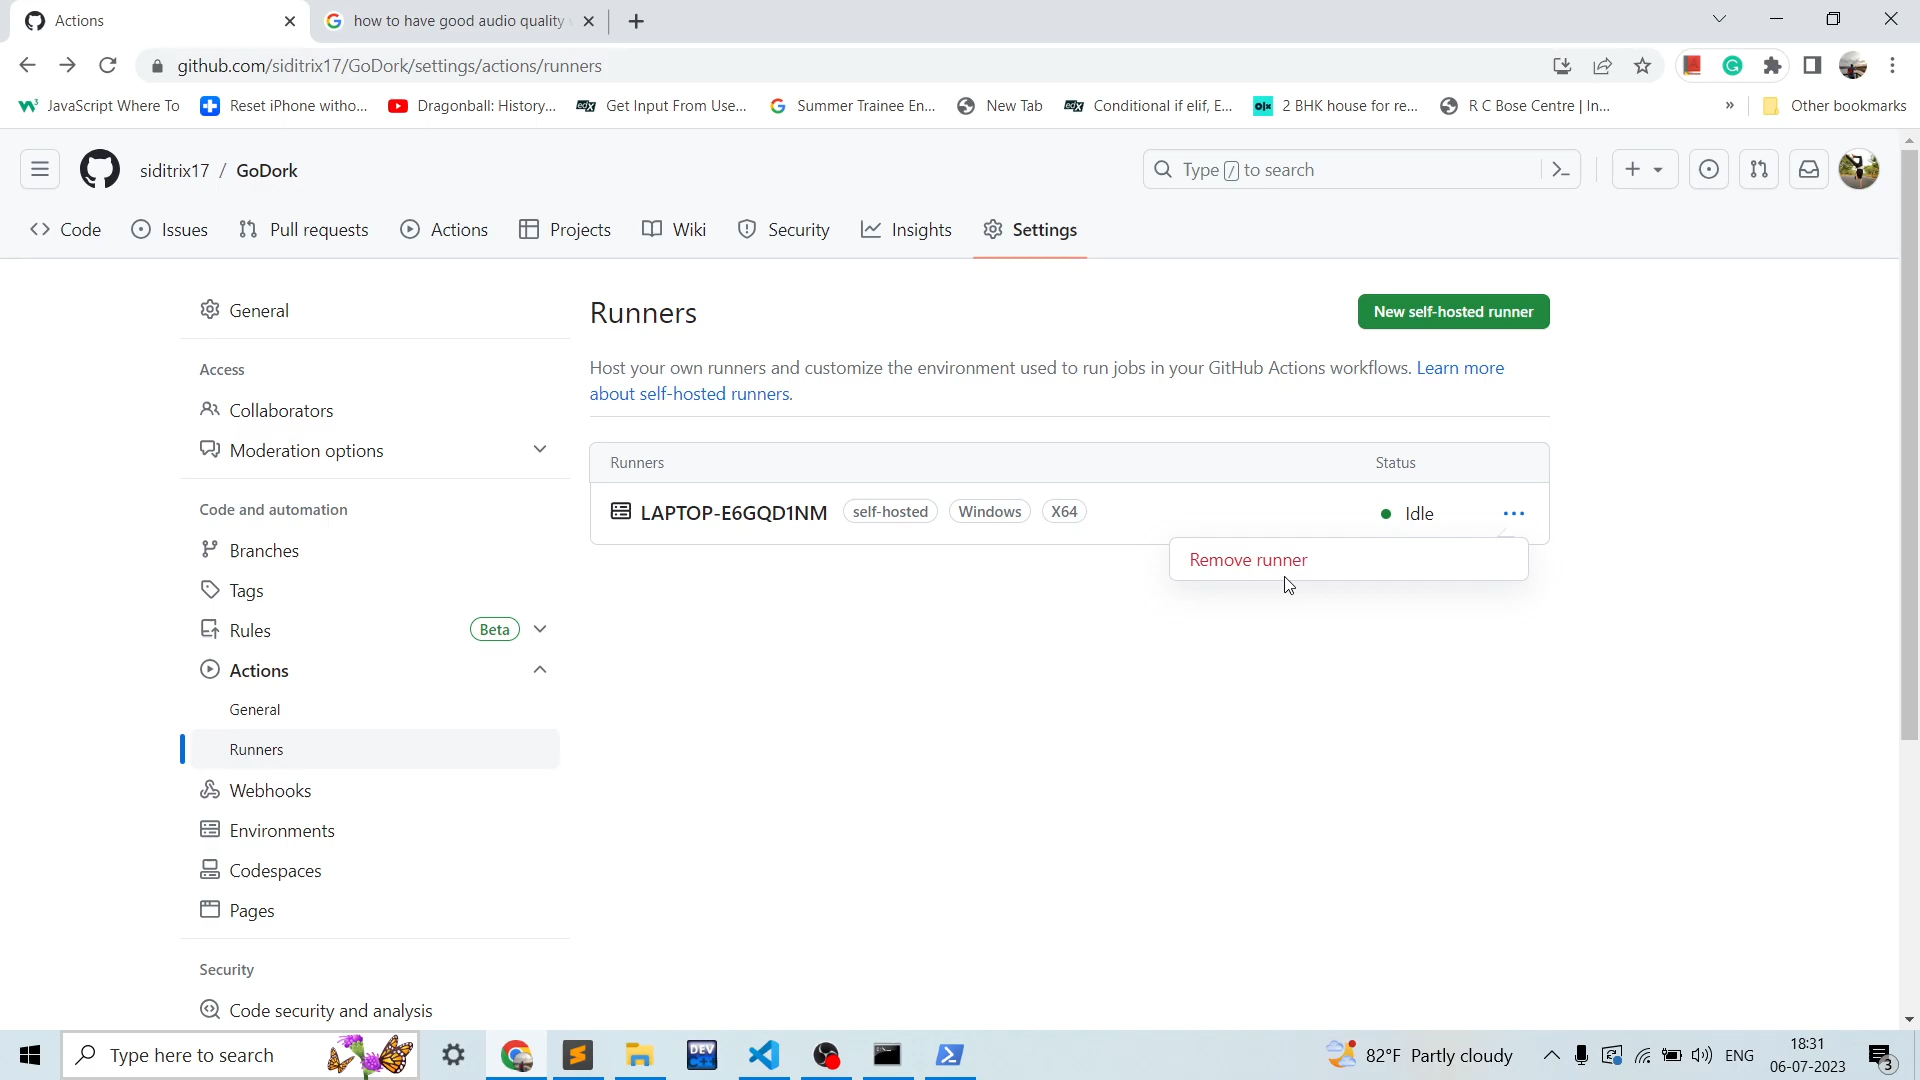 Actions
how to have good audio quality
github.com/siditrix17/GoDork/settings/actions/runners
JavaScript Where To
Reset iPhone witho...
Dragonball: History...
Get Input From Use...
Summer Trainee En...
New Tab
Conditional if elif, E...
2 BHK house for re...
R C Bose Centre | In...
»
Other bookmarks
siditrix17 / GoDork
Type / to search
Code
Issues
Pull requests
Actions
Projects
Wiki
Security
Insights
Settings
General
Access
Collaborators
Moderation options
Code and automation
Branches
Tags
Rules Beta
Actions
General
Runners
Webhooks
Environments
Codespaces
Pages
Security
Code security and analysis
Runners
New self-hosted runner
Host your own runners and customize the environment used to run jobs in your GitHub Actions workflows. Learn more
about self-hosted runners.
Runners Status
LAPTOP-E6GQD1NM self-hosted Windows X64 Idle
Remove runner
Type here to search
DEV
82°F Partly cloudy
ENG
18:31
06-07-2023
3